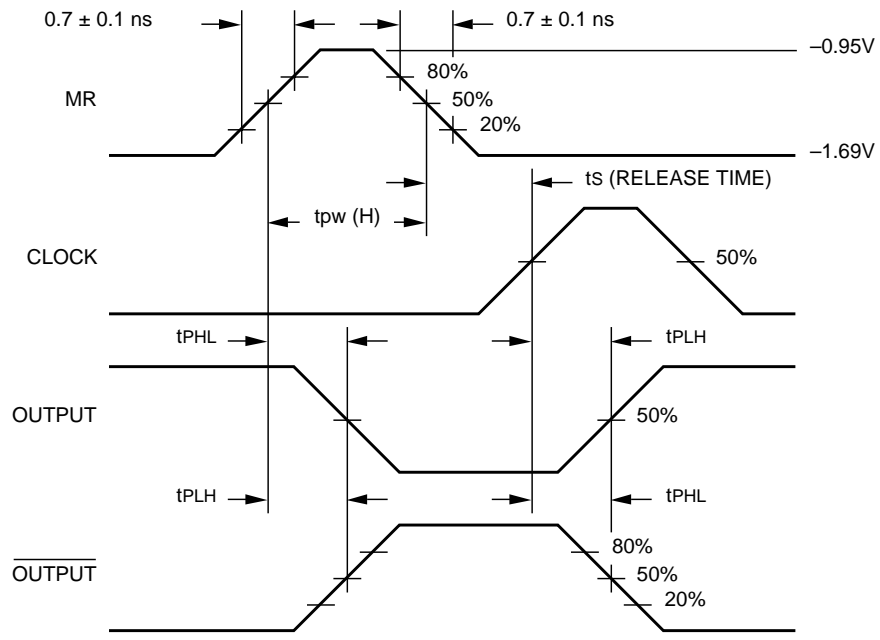 0.7 ± 0.1 ns 0.7 ± 0.1 ns
–0.95V
80%
MR 50%
20%
–1.69V
tS (RELEASE TIME)
tpw (H)
CLOCK 50%
tPHL tPLH
OUTPUT 50%
tPLH tPHL
80%
OUTPUT 50%
20%